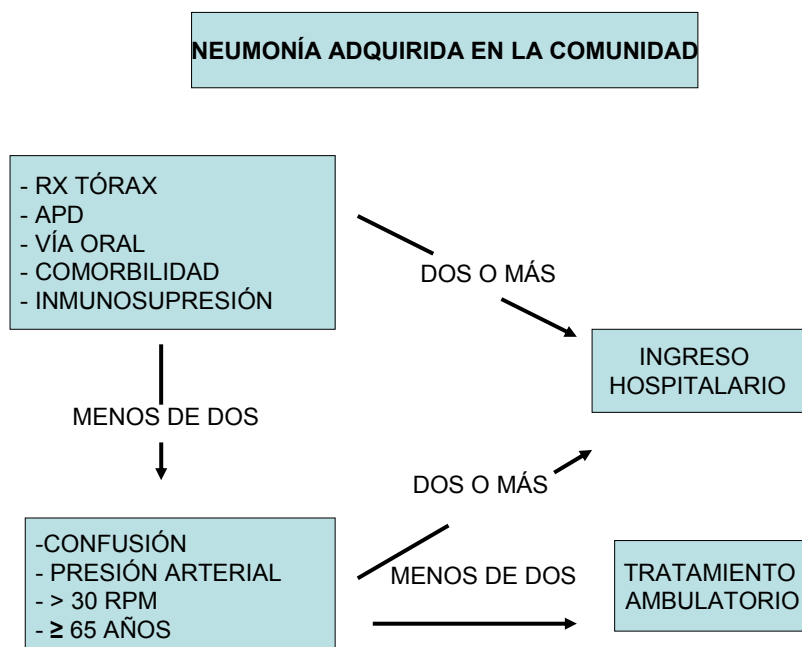 NEUMONÍA ADQUIRIDA EN LA COMUNIDAD
- RX TÓRAX
- APD
- VÍA ORAL
- COMORBILIDAD
- INMUNOSUPRESIÓN
DOS O MÁS
INGRESO
HOSPITALARIO
MENOS DE DOS
DOS O MÁS
-CONFUSIÓN
- PRESIÓN ARTERIAL
- > 30 RPM
- ≥ 65 AÑOS
MENOS DE DOS
TRATAMIENTO
AMBULATORIO